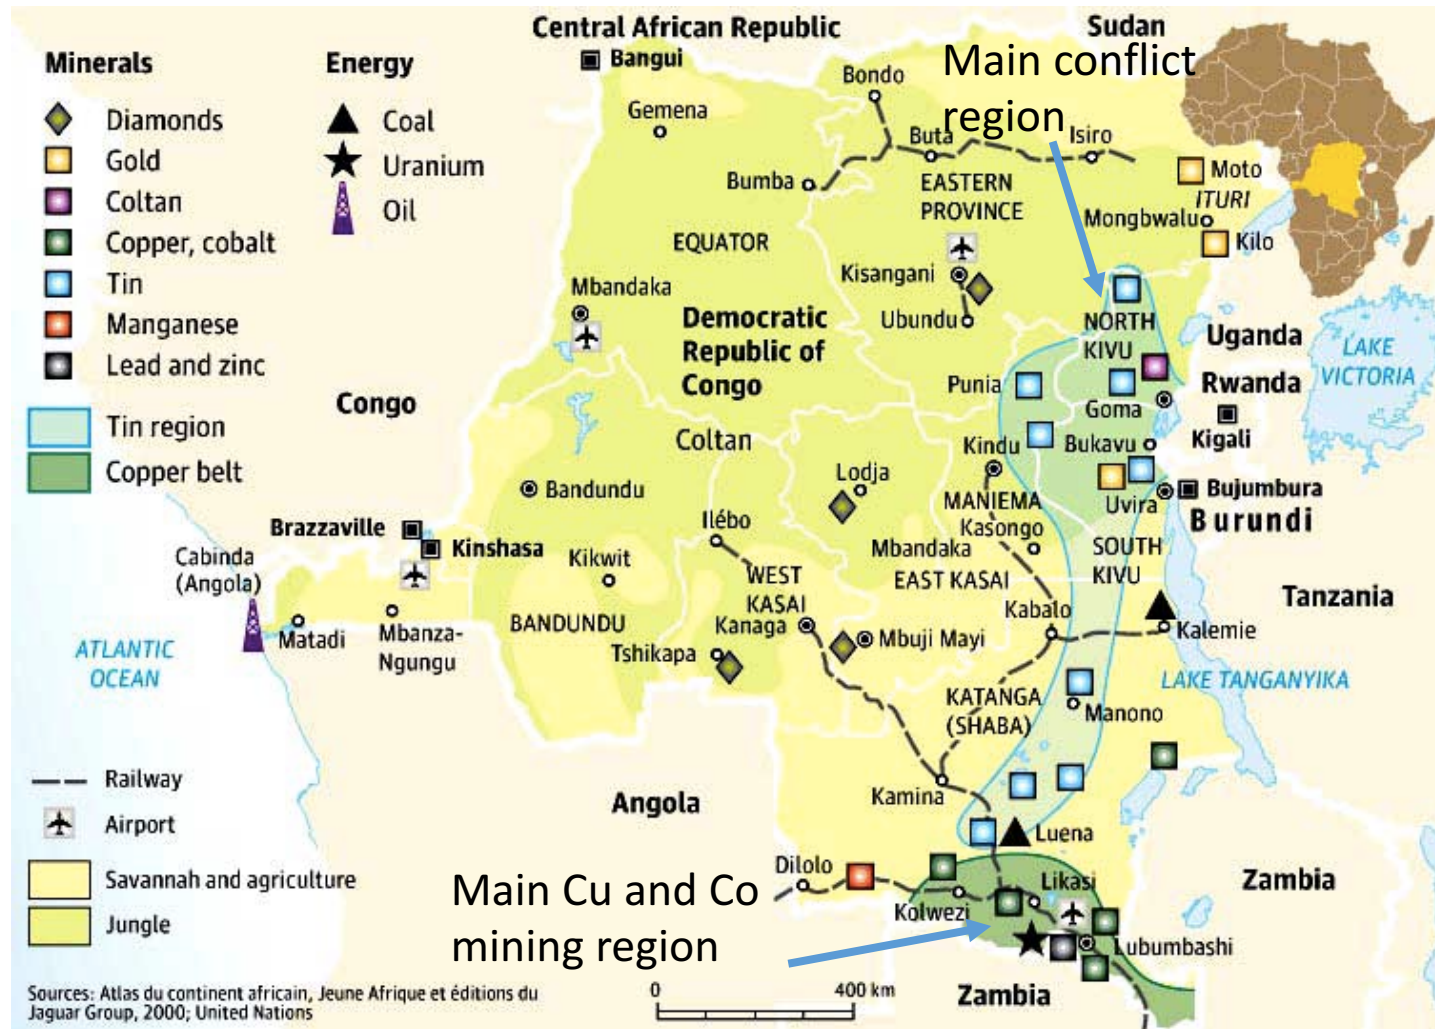 Minerals
Diamonds
Gold
Coltan
Copper, cobalt
Tin
Manganese
Lead and zinc
Tin region
Copper belt
Energy
Coal
Uranium
Oil
Central African Republic
Bangui
Sudan
Main conflict
region
Gemena
Bondo
Buta
Isiro
Bumba
EASTERN
PROVINCE
Moto
ITURI
Mongbwalu
Kilo
EQUATOR
Kisangani
Mbandaka
Ubundu
Democratic
Republic of
Congo
NORTH
KIVU
Uganda
LAKE
VICTORIA
Punia
Rwanda
Goma
Kigali
Congo
Coltan
Kindu
Bukavu
Lodja
Bandundu
MANIEMA
Uvira
Bujumbura
Burundi
Brazzaville
Kinshasa
Ilébo
Kasongo
Mbandaka
Cabinda
(Angola)
Kikwit
WEST
KASAI
EAST KASAI
SOUTH
KIVU
Tanzania
Matadi
Mbanza-
Ngungu
BANDUNDU
Kanaga
Mbuji Mayi
Kabalo
Kalemie
Tshikapa
ATLANTIC
OCEAN
LAKE TANGANYIKA
KATANGA
(SHABA)
Manono
Railway
Airport
Savannah and agriculture
Jungle
Angola
Kamina
Luena
Dilolo
Main Cu and Co
mining region
Kolwezi
Likasi
Lubumbashi
Zambia
Zambia
0
400 km
Sources: Atlas du continent africain, Jeune Afrique et éditions du
Jaguar Group, 2000; United Nations